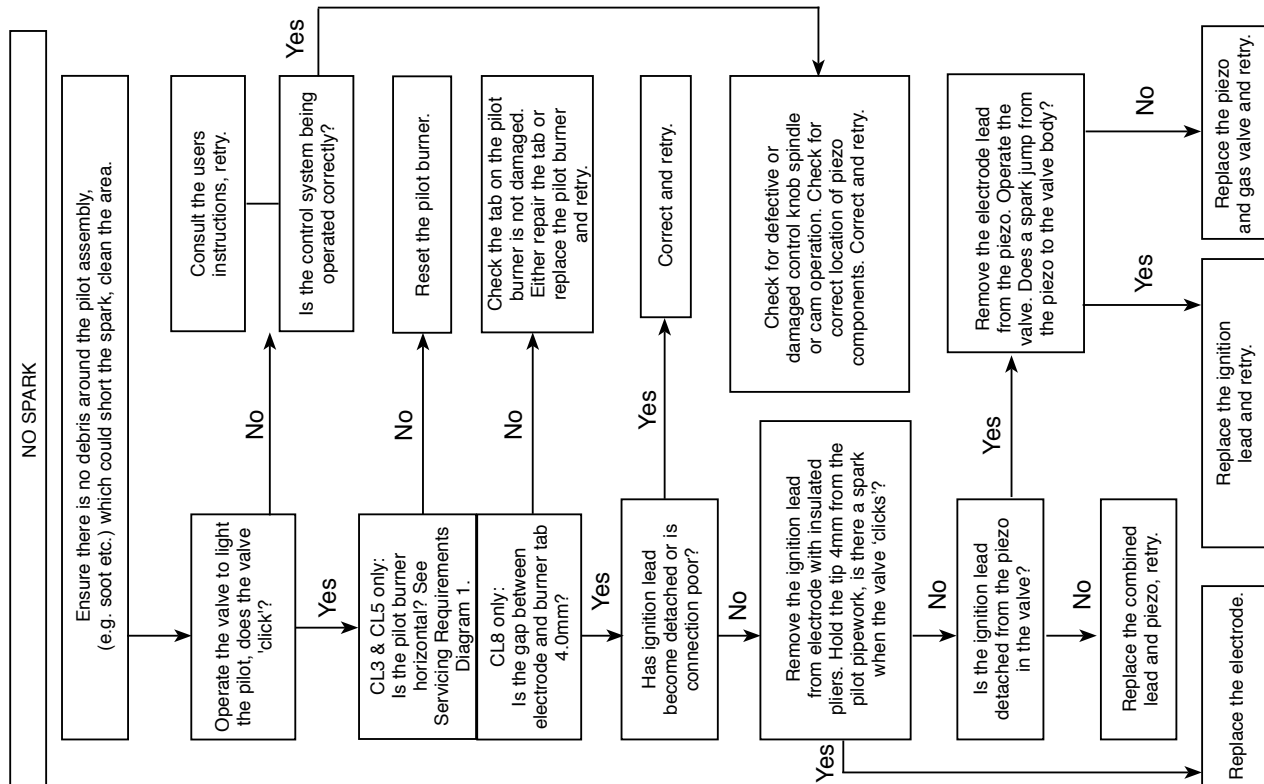 NO SPARK
Ensure there is no debris around the pilot assembly,
(e.g. soot etc.) which could short the spark, clean the area.
Operate the valve to light
the pilot, does the valve
'click'?
No
Consult the users
instructions, retry.
Is the control system being
operated correctly?
Yes
Yes
CL3 & CL5 only:
Is the pilot burner
horizontal? See
Servicing Requirements
Diagram 1.
No
Reset the pilot burner.
CL8 only:
Is the gap between
electrode and burner tab
4.0mm?
No
Check the tab on the pilot
burner is not damaged.
Either repair the tab or
replace the pilot burner
and retry.
Yes
Has ignition lead
become detached or is
connection poor?
Yes
Correct and retry.
No
Remove the ignition lead
from electrode with insulated
pliers. Hold the tip 4mm from the
pilot pipework, is there a spark
when the valve ‘clicks’?
Check for defective or
damaged control knob spindle
or cam operation. Check for
correct location of piezo
components. Correct and retry.
Yes
No
Is the ignition lead
detached from the piezo
in the valve?
Yes
Remove the electrode lead
from the piezo. Operate the
valve. Does a spark jump from
the piezo to the valve body?
No
Replace the combined
lead and piezo, retry.
Yes
No
Replace the electrode.
Replace the ignition
lead and retry.
Replace the piezo
and gas valve and retry.